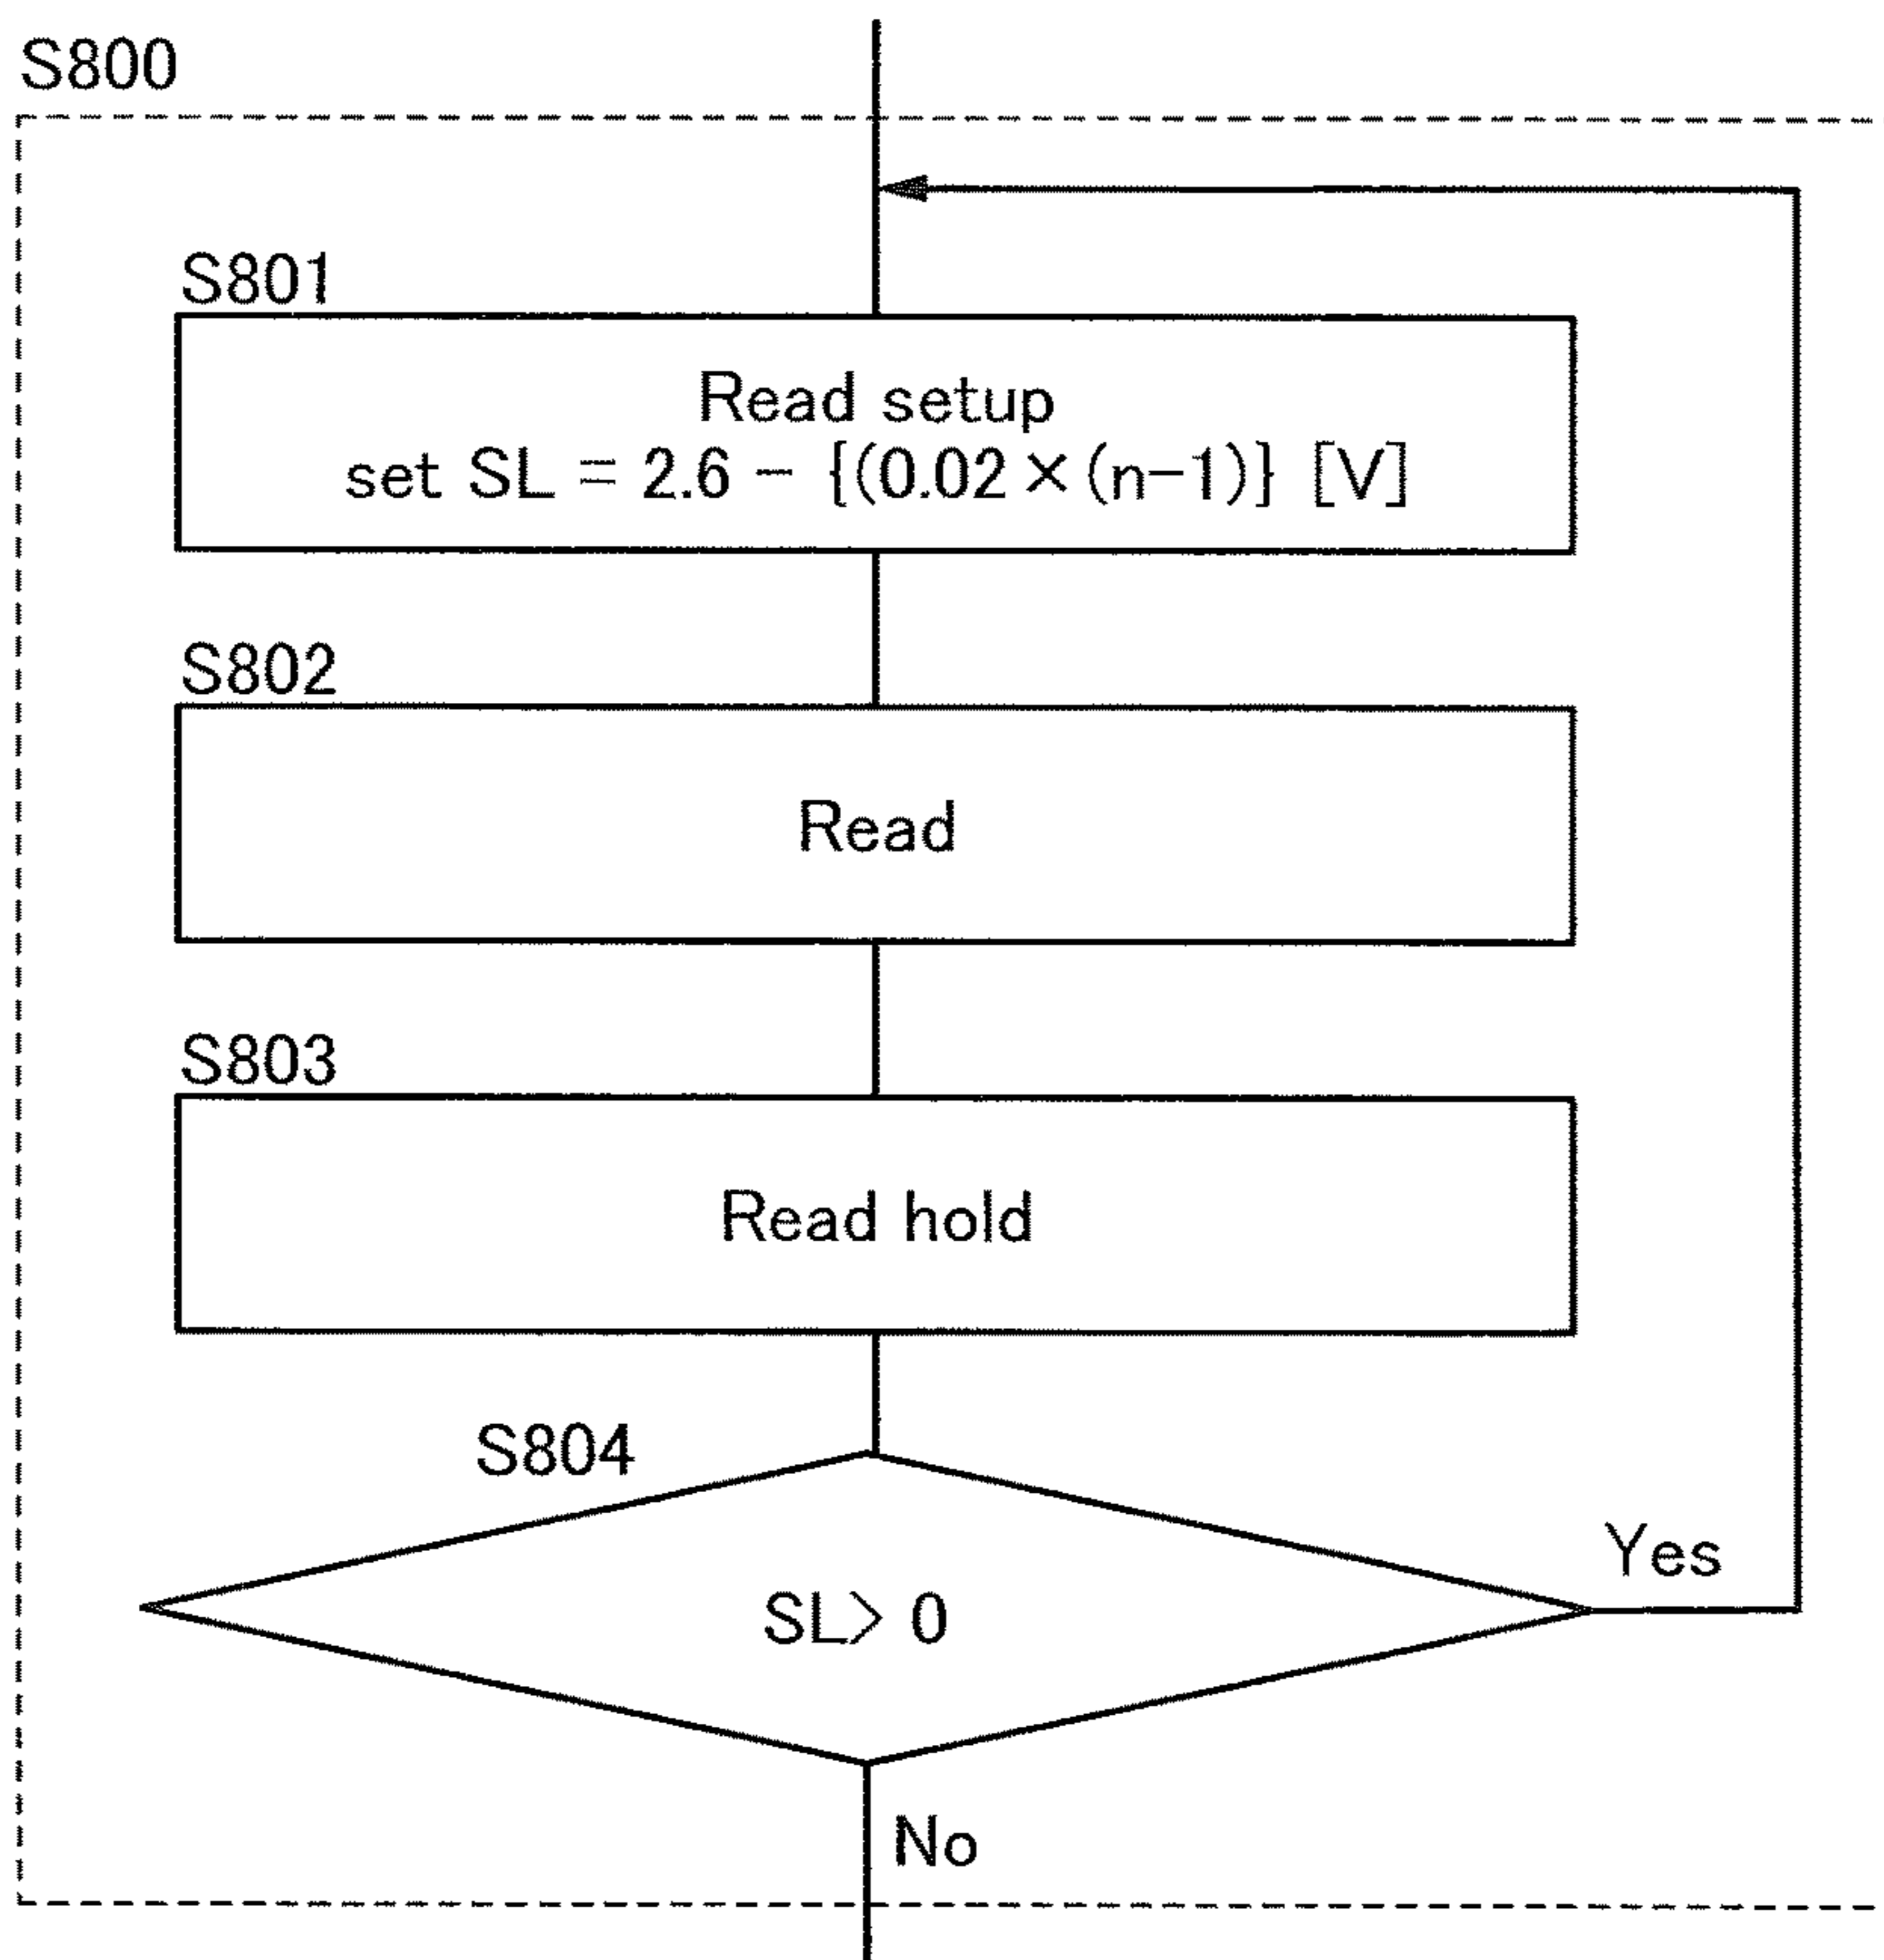 S800
S801
Read setup
set SL = 2.6 − {(0.02×(n−1)} [V]
S802
Read
S803
Read hold
S804
SL> 0
Yes
No